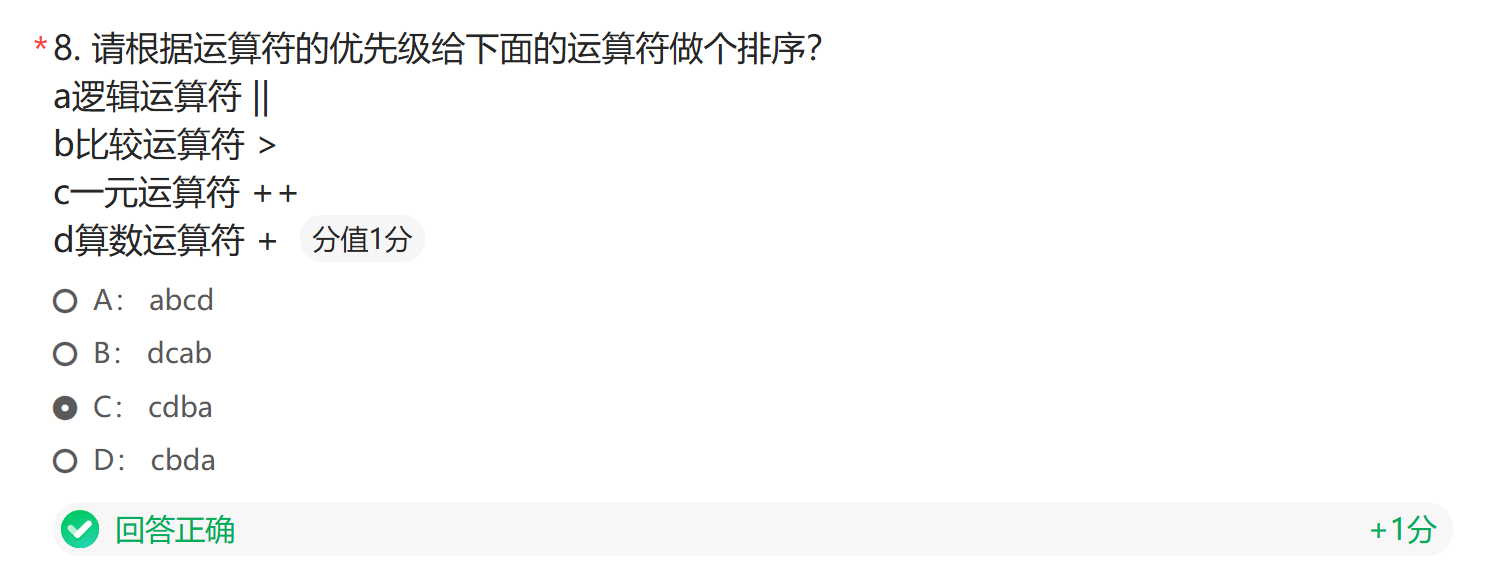 *8. 请根据运算符的优先级给下面的运算符做个排序？
a逻辑运算符 ||
b比较运算符 >
c一元运算符 ++
d算数运算符 + 分值1分
A： abcd
B： dcab
C： cdba
D： cbda
回答正确 +1分